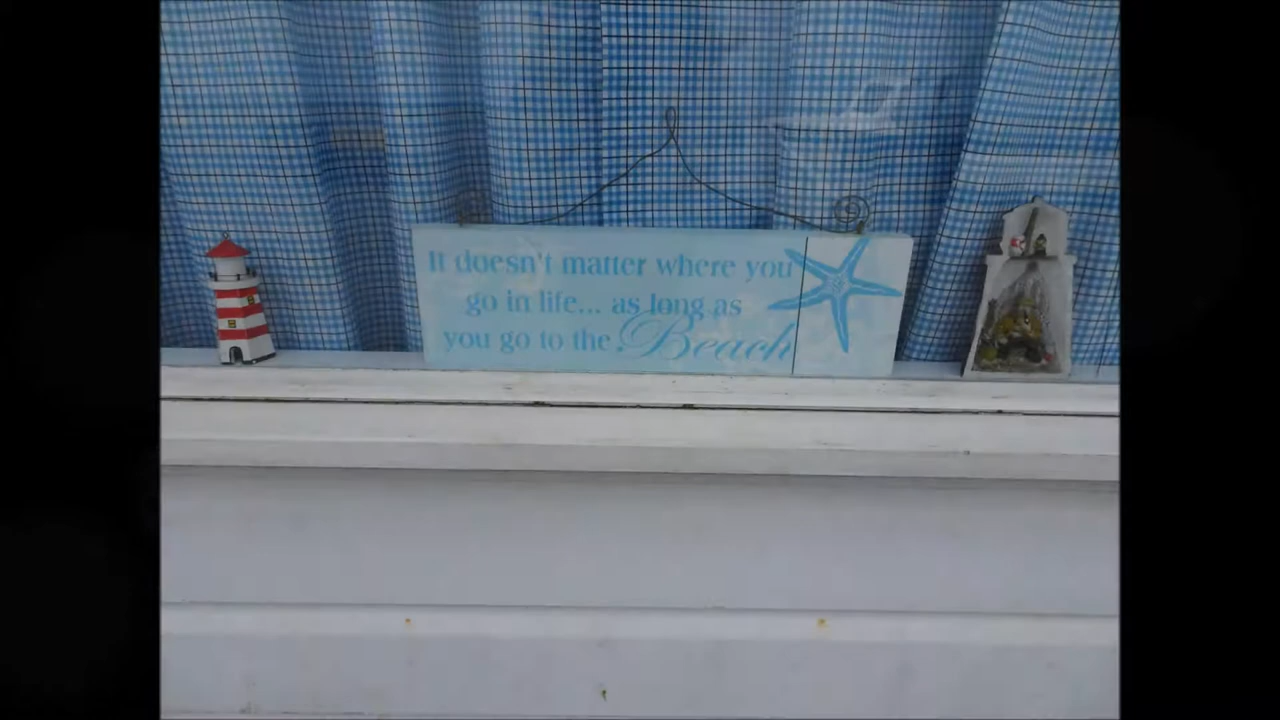 It doesn't matter where you
go in life... as long as
you go to the Beach